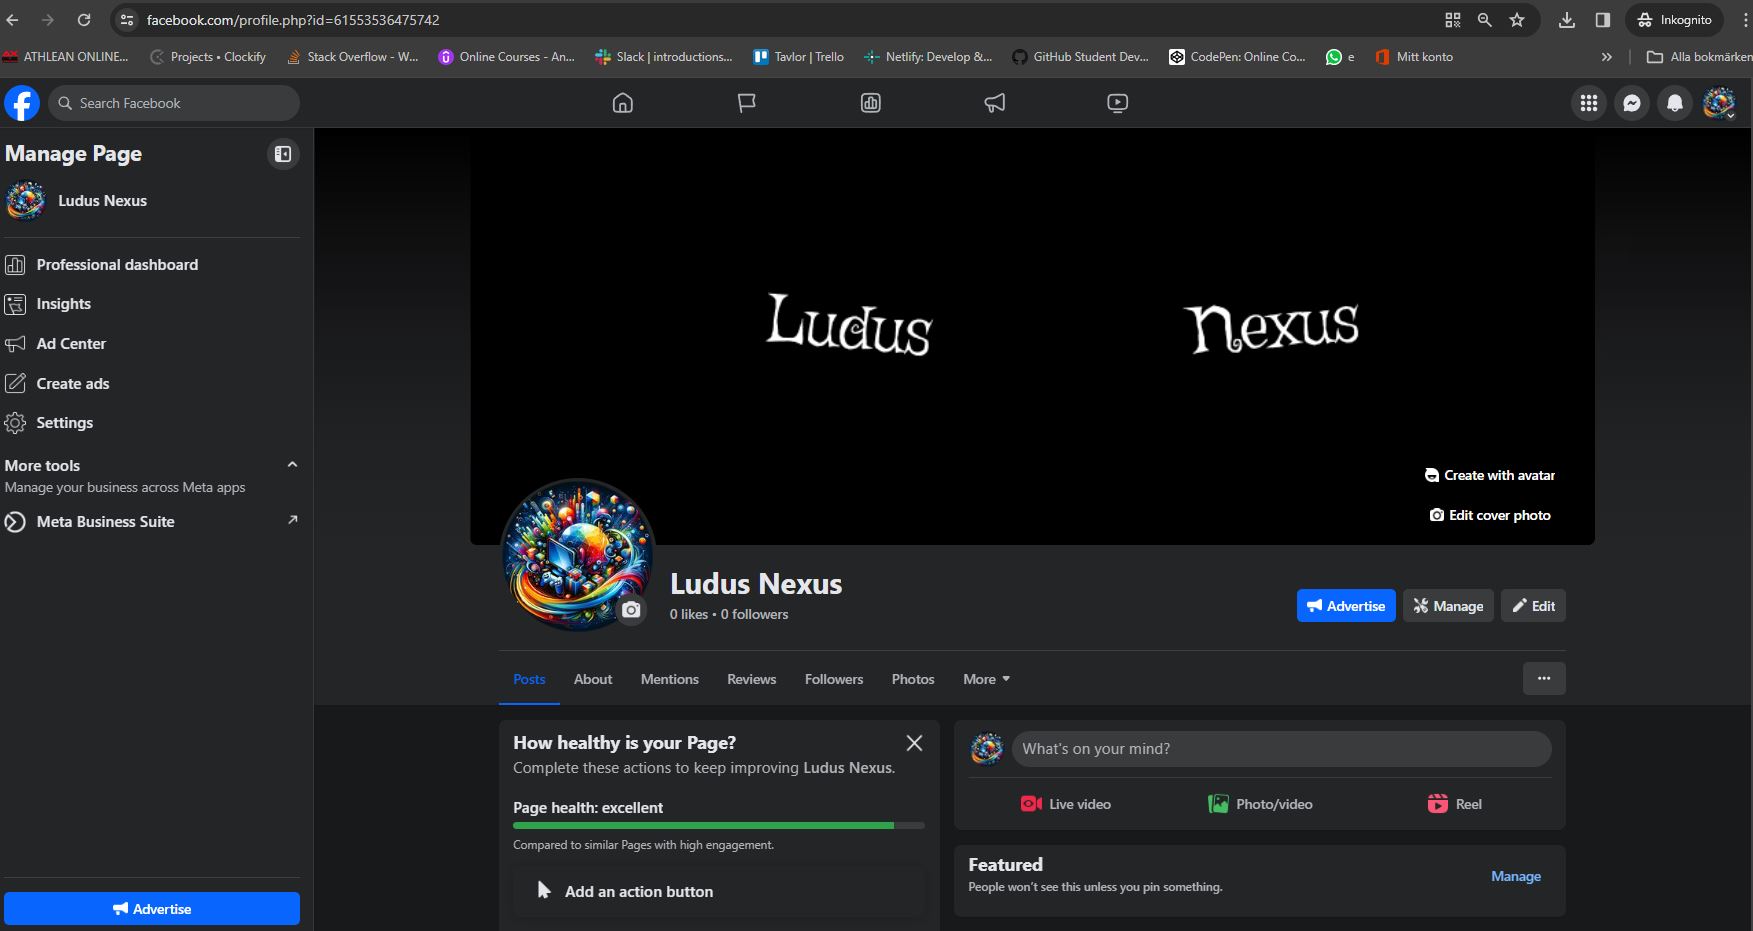 facebook.com/profile.php?id=61553536475742
Inkognito
ATHLEAN ONLINE...
Projects • Clockify
Stack Overflow - W...
Online Courses - An...
Slack | introductions...
Tavlor | Trello
Netlify: Develop &...
GitHub Student Dev...
CodePen: Online Co...
e
Mitt konto
»
Alla bokmärken
Search Facebook
Manage Page
Ludus Nexus
Professional dashboard
Insights
Ad Center
Create ads
Settings
More tools
Manage your business across Meta apps
Meta Business Suite
Advertise
Ludus Nexus
Create with avatar
Edit cover photo
Ludus Nexus
0 likes • 0 followers
Advertise
Manage
Edit
Posts
About
Mentions
Reviews
Followers
Photos
More
How healthy is your Page?
Complete these actions to keep improving Ludus Nexus.
Page health: excellent
Compared to similar Pages with high engagement.
Add an action button
What's on your mind?
Live video
Photo/video
Reel
Featured
People won't see this unless you pin something.
Manage